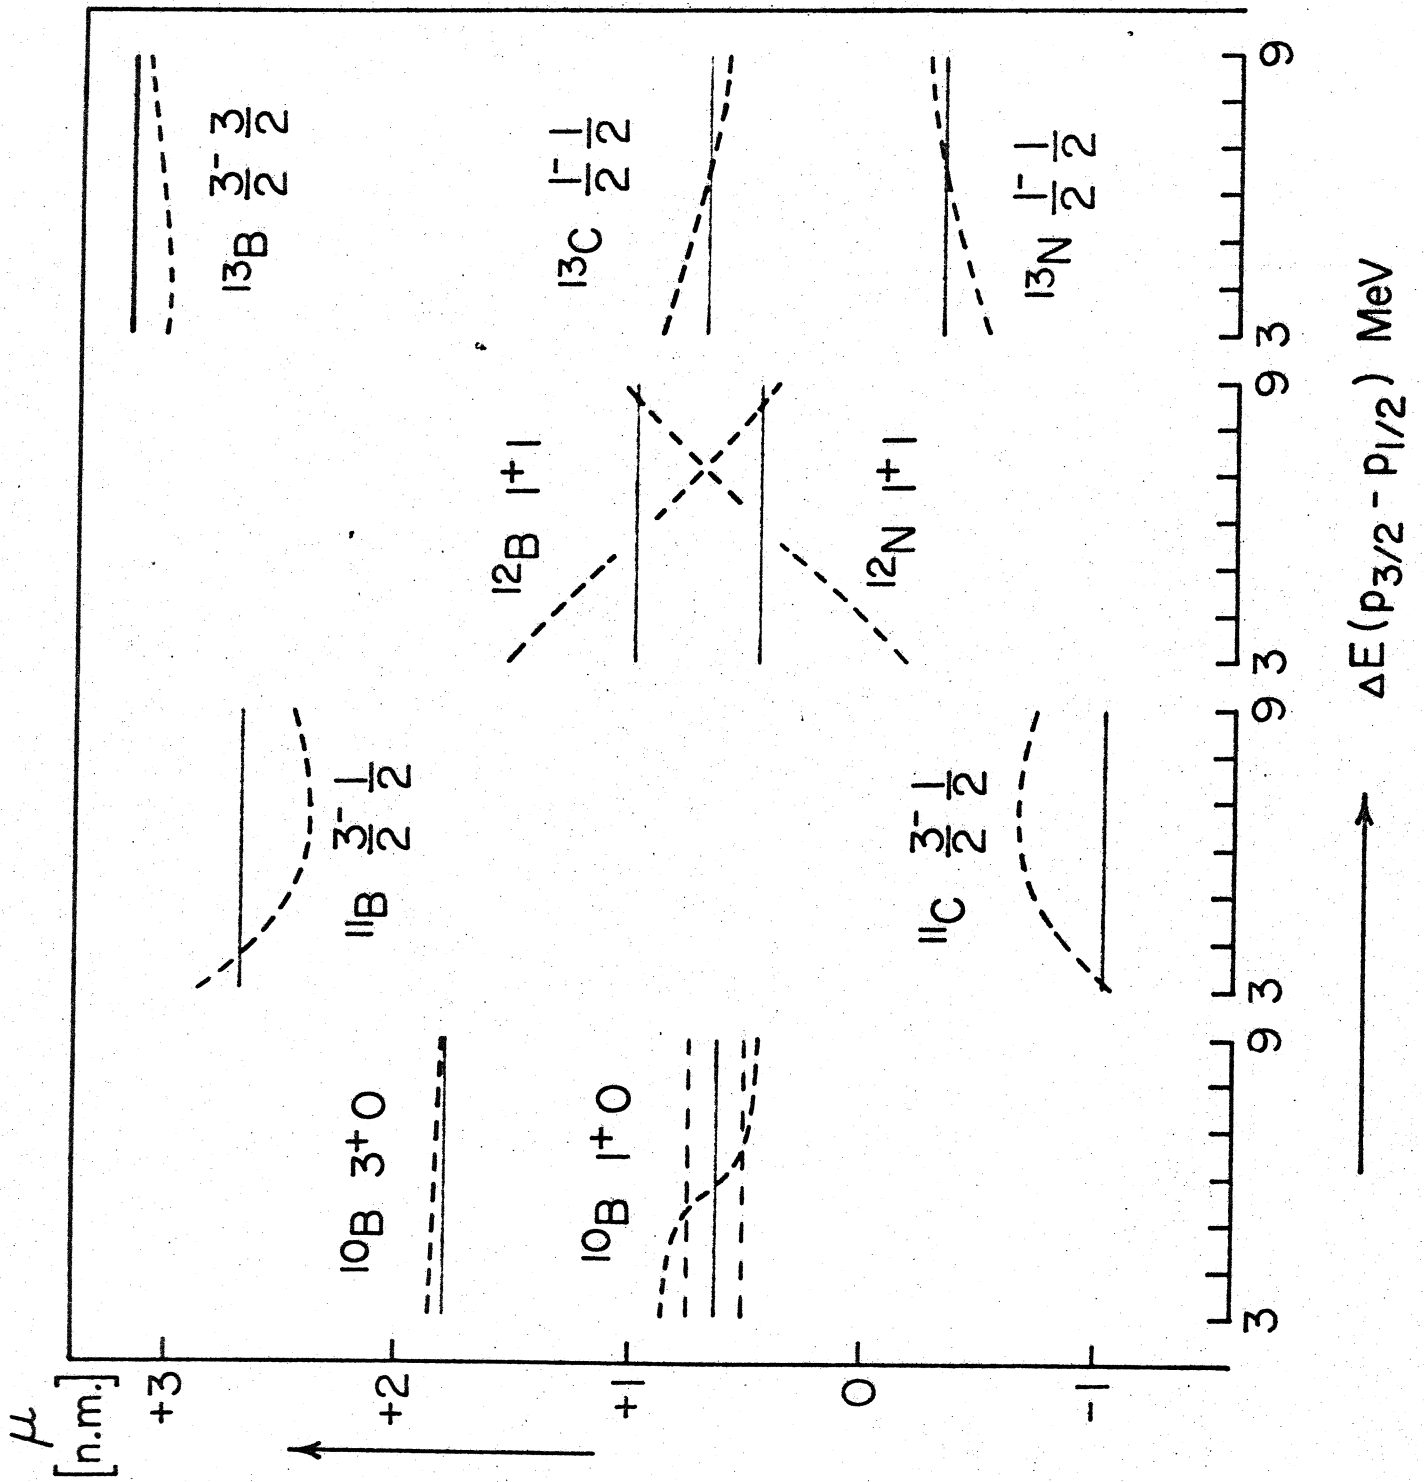 μ
[n.m.]
+3
+2
+1
0
-1
¹⁰B 3⁺ 0
¹⁰B 1⁺ 0
¹¹B 3/2⁻ 1/2
¹¹C 3/2⁻ 1/2
¹²B 1⁺ 1
¹²N 1⁺ 1
¹³B 3/2⁻ 3/2
¹³C 1/2⁻ 1/2
¹³N 1/2⁻ 1/2
3 9 3 9 3 9 3 9
ΔE(p₃/₂ - p₁/₂) MeV